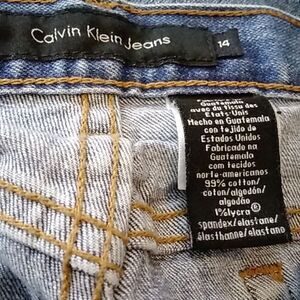 Calvin Klein Jeans
14
Guatemala
avec du tissu des
Etats-Unis
Hecho en Guatemala
con tejido de
Estados Unidos
Fabricado na
Guatemala
com tecidos
norte-americanos
99% cotton/
coton/algodón/
algodão
1%lycra®
spandex/elastane/
élasthanne/elastano